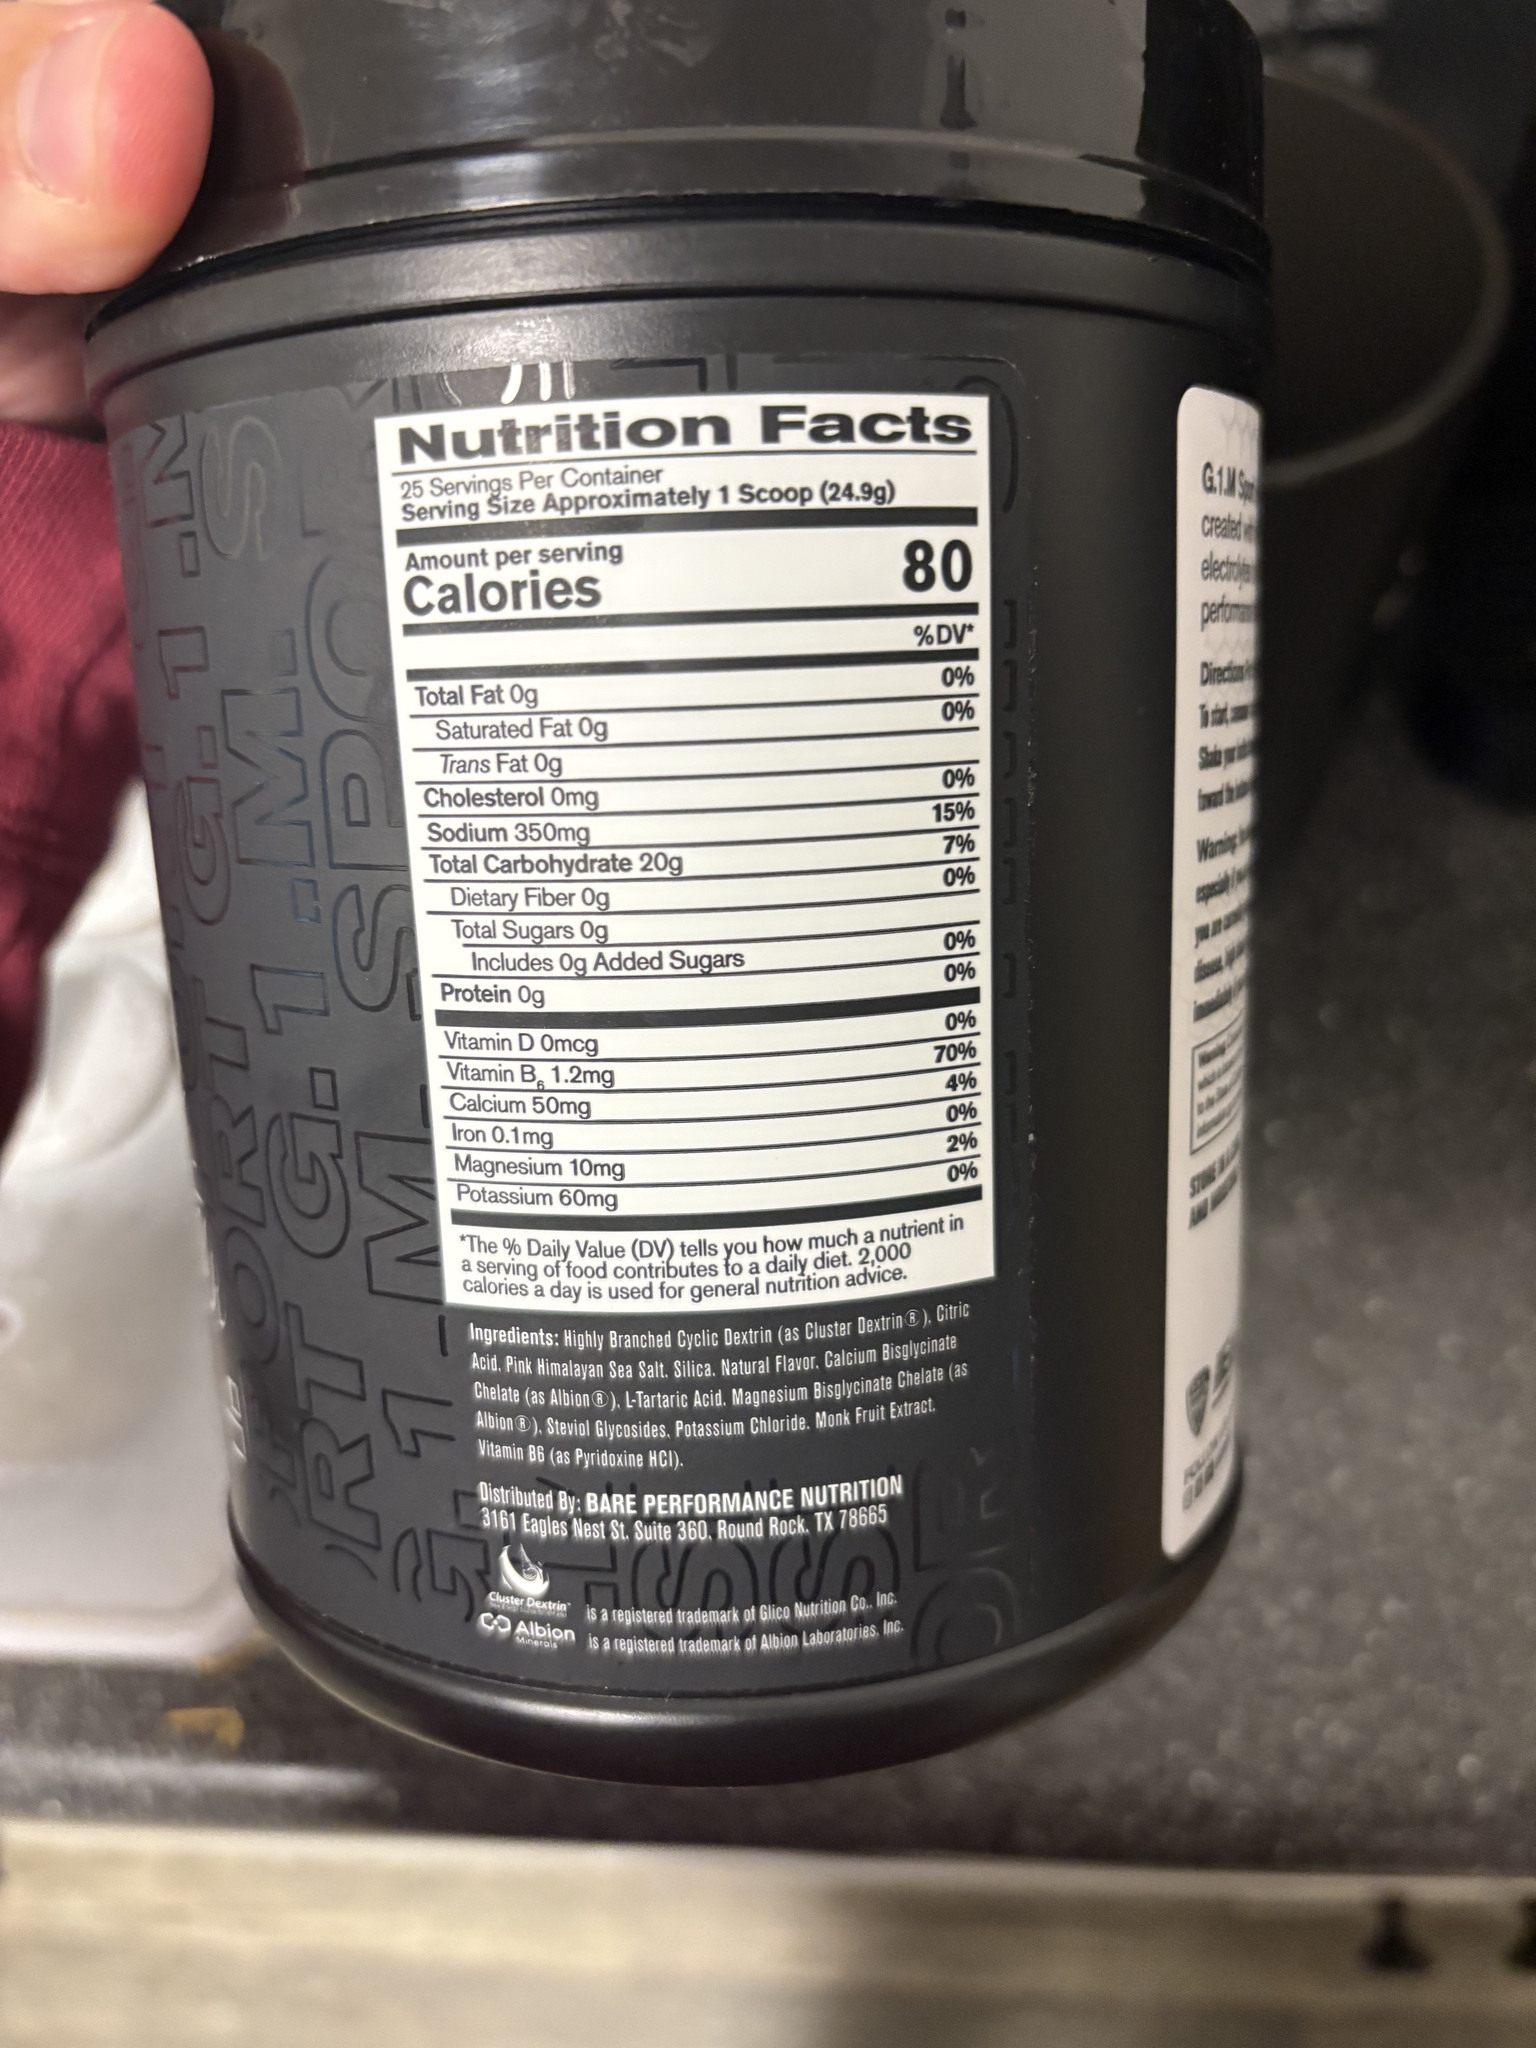 Nutrition Facts
25 Servings Per Container
Serving Size Approximately 1 Scoop (24.9g)
Amount per serving
Calories 80
%DV*
Total Fat 0g 0%
Saturated Fat 0g 0%
Trans Fat 0g
Cholesterol 0mg 0%
Sodium 350mg 15%
Total Carbohydrate 20g 7%
Dietary Fiber 0g 0%
Total Sugars 0g
Includes 0g Added Sugars 0%
Protein 0g 0%
Vitamin D 0mcg 0%
Vitamin B6 1.2mg 70%
Calcium 50mg 4%
Iron 0.1mg 0%
Magnesium 10mg 2%
Potassium 60mg 0%
*The % Daily Value (DV) tells you how much a nutrient in
a serving of food contributes to a daily diet. 2,000
calories a day is used for general nutrition advice.
Ingredients: Highly Branched Cyclic Dextrin (as Cluster Dextrin®), Citric
Acid, Pink Himalayan Sea Salt, Silica, Natural Flavor, Calcium Bisglycinate
Chelate (as Albion®), L-Tartaric Acid, Magnesium Bisglycinate Chelate (as
Albion®), Steviol Glycosides, Potassium Chloride, Monk Fruit Extract,
Vitamin B6 (as Pyridoxine HCl).
Distributed By: BARE PERFORMANCE NUTRITION
3161 Eagles Nest St. Suite 360, Round Rock, TX 78665
Cluster Dextrin™ is a registered trademark of Glico Nutrition Co., Inc.
Albion Minerals is a registered trademark of Albion Laboratories, Inc.
G.1.M
created
Directions
To start,
Shake your
Warning:
G.1.M. SPORT